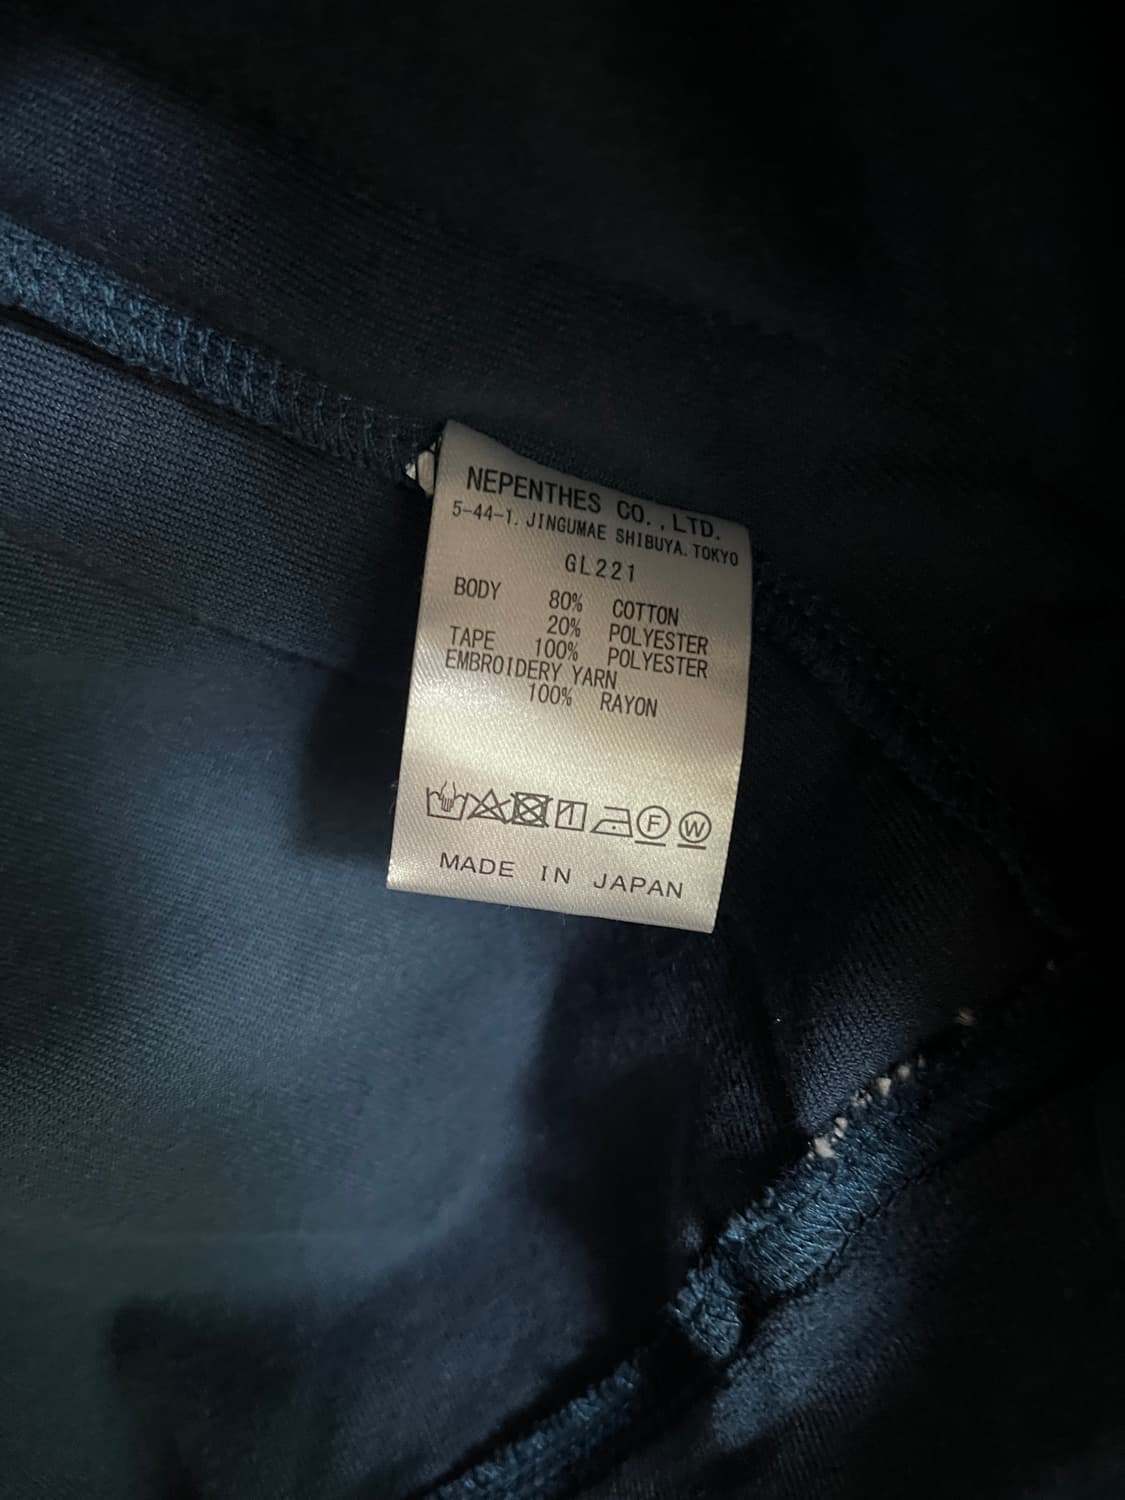 NEPENTHES CO.,LTD.
5-44-1. JINGUMAE SHIBUYA. TOKYO
GL221
BODY 80% COTTON
20% POLYESTER
TAPE 100% POLYESTER
EMBROIDERY YARN
100% RAYON
F W
MADE IN JAPAN